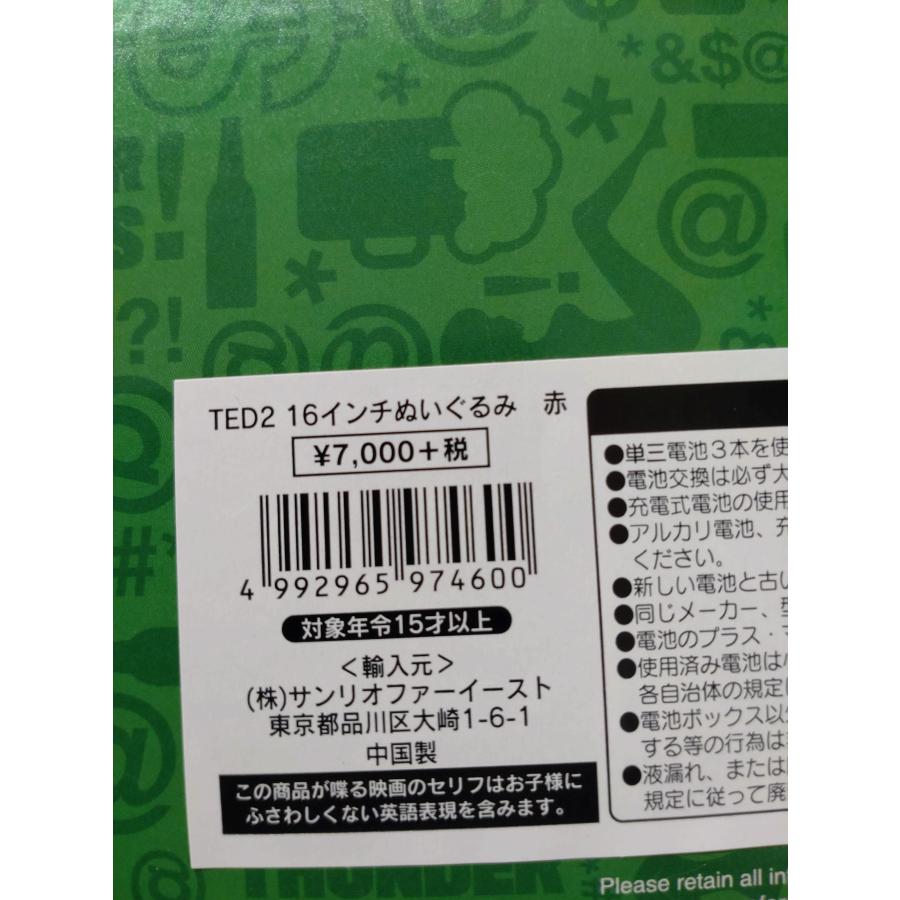 *&$@
R!
S!
?!
@
TED2 16インチぬいぐるみ 赤
¥7,000+税
4 992965 974600
対象年令15才以上
<輸入元>
(株)サンリオファーイースト
東京都品川区大崎1-6-1
中国製
この商品が喋る映画のセリフはお子様に
ふさわしくない英語表現を含みます。
●単三電池3本を使
●電池交換は必ず大
●充電式電池の使用
●アルカリ電池、充
ください。
●新しい電池と古い
●同じメーカー、型
●電池のプラス・マ
●使用済み電池は
各自治体の規定
●電池ボックス以外
する等の行為は
●液漏れ、または
規定に従って廃
THUNDER
Please retain all in